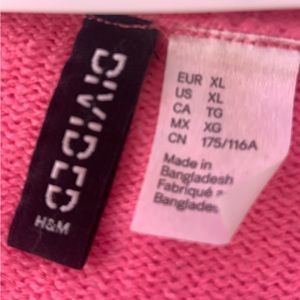 DIVIDED
H&M
EUR XL
US XL
CA TG
MX XG
CN 175/116A
Made in
Bangladesh
Fabriqué